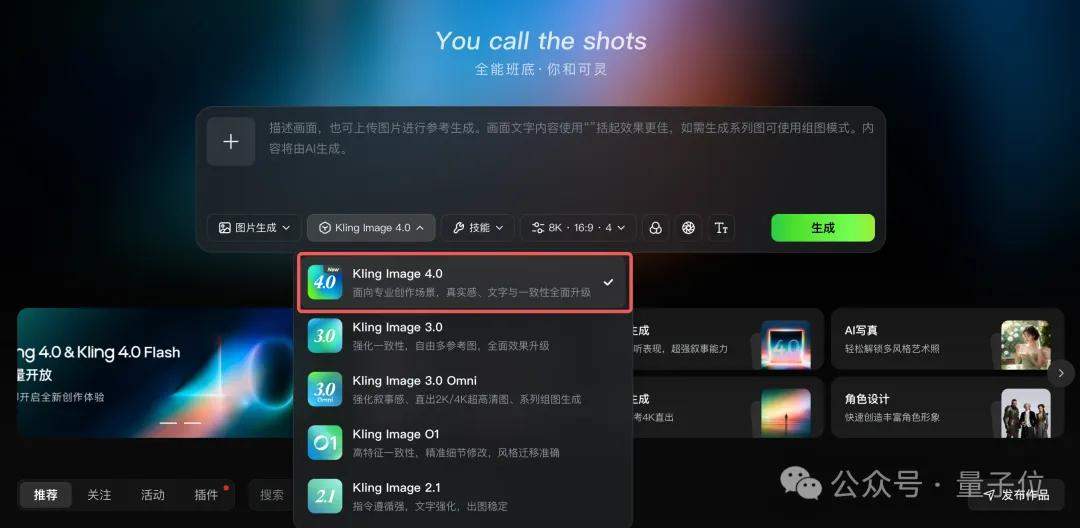 You call the shots
全能班底·你和可灵
描述画面，也可上传图片进行参考生成。画面文字内容使用“”括起效果更佳，如需生成系列图可使用组图模式。内
容将由AI生成。
图片生成
Kling Image 4.0
技能
8K · 16:9 · 4
Tт
生成
New
4.0
Kling Image 4.0
面向专业创作场景，真实感、文字与一致性全面升级
3.0
Kling Image 3.0
强化一致性，自由多参考图，全面效果升级
3.0
Omni
Kling Image 3.0 Omni
强化叙事感、直出2K/4K超高清图、系列组图生成
O1
Kling Image O1
高特征一致性，精准细节修改，风格迁移准确
2.1
Kling Image 2.1
指令遵循强，文字强化，出图稳定
ng 4.0 & Kling 4.0 Flash
量开放
开启全新创作体验
生成
听表现，超强叙事能力
4.0
AI写真
轻松解锁多风格艺术照
生成
考4K直出
角色设计
快速创造丰富角色形象
推荐
关注
活动
插件
搜索
发布作品
公众号 · 量子位